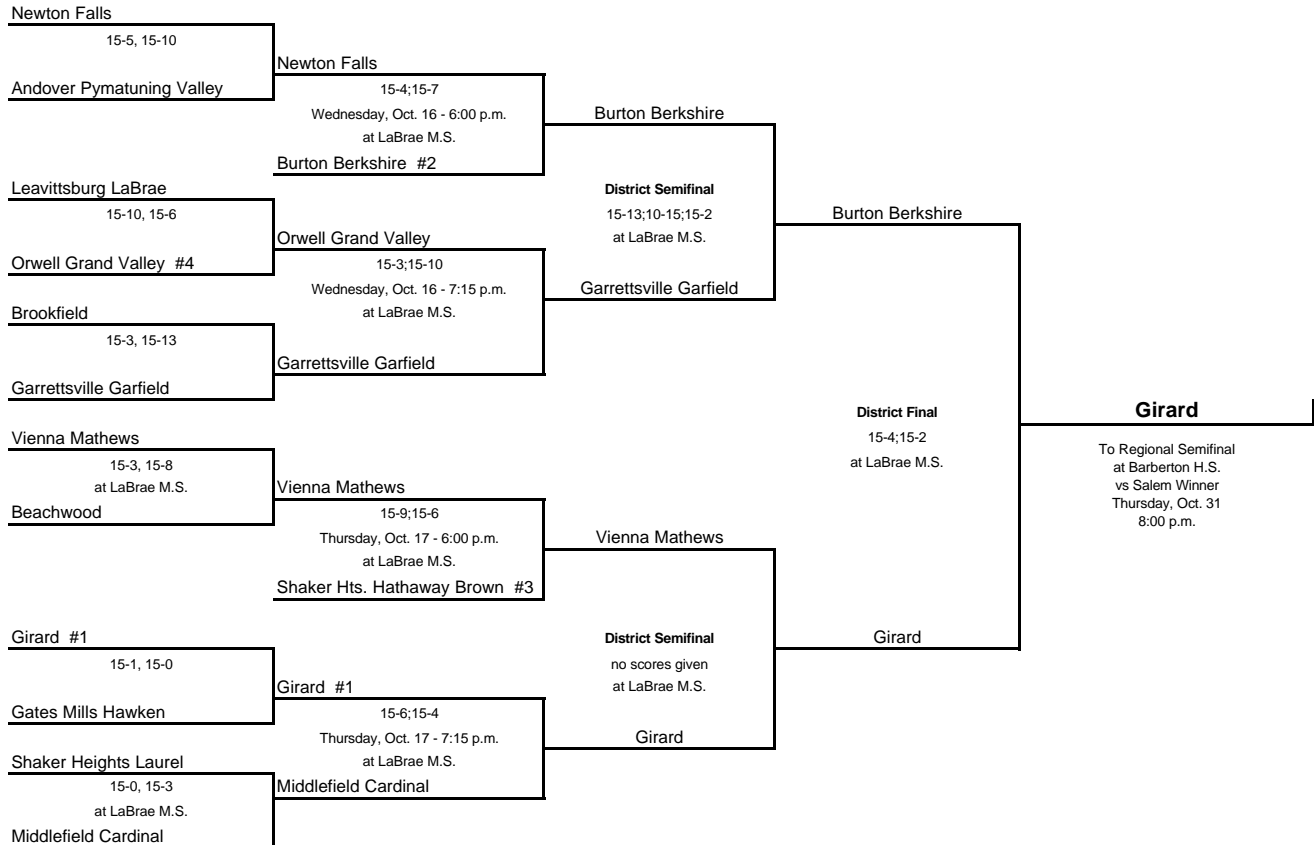 Newton Falls
15-5, 15-10
Andover Pymatuning Valley
Newton Falls
15-4;15-7
Wednesday, Oct. 16 - 6:00 p.m.
at LaBrae M.S.
Burton Berkshire #2
Burton Berkshire
Leavittsburg LaBrae
15-10, 15-6
Orwell Grand Valley #4
Orwell Grand Valley
15-3;15-10
Wednesday, Oct. 16 - 7:15 p.m.
at LaBrae M.S.
Brookfield
15-3, 15-13
Garrettsville Garfield
Garrettsville Garfield
District Semifinal
15-13;10-15;15-2
at LaBrae M.S.
Garrettsville Garfield
Burton Berkshire
Vienna Mathews
15-3, 15-8
at LaBrae M.S.
Beachwood
Vienna Mathews
15-9;15-6
Thursday, Oct. 17 - 6:00 p.m.
at LaBrae M.S.
Shaker Hts. Hathaway Brown #3
Vienna Mathews
Girard #1
15-1, 15-0
Gates Mills Hawken
Girard #1
15-6;15-4
Thursday, Oct. 17 - 7:15 p.m.
at LaBrae M.S.
Shaker Heights Laurel
15-0, 15-3
at LaBrae M.S.
Middlefield Cardinal
Middlefield Cardinal
District Semifinal
no scores given
at LaBrae M.S.
Girard
Girard
District Final
15-4;15-2
at LaBrae M.S.
Girard
To Regional Semifinal
at Barberton H.S.
vs Salem Winner
Thursday, Oct. 31
8:00 p.m.